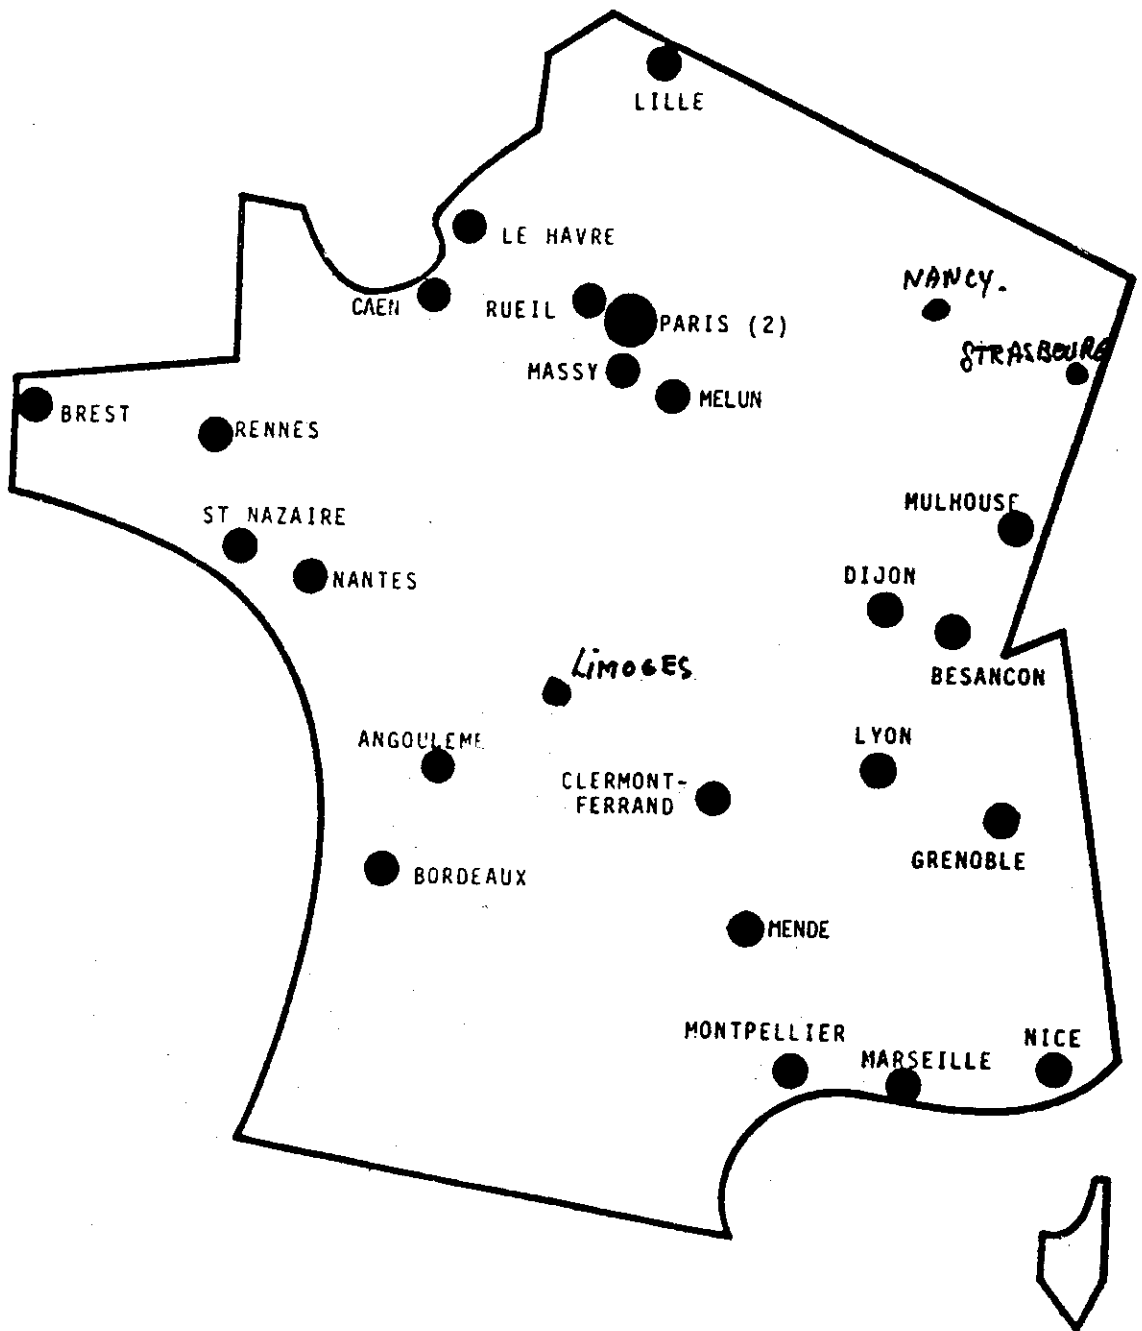 LILLE
LE HAVRE
NANCY.
CAEN
RUEIL
PARIS (2)
STRASBOURG
MASSY
MELUN
BREST
RENNES
MULHOUSE
ST NAZAIRE
NANTES
DIJON
LIMOGES
BESANCON
ANGOULEME
LYON
CLERMONT-
FERRAND
GRENOBLE
BORDEAUX
MENDE
MONTPELLIER
MARSEILLE
NICE